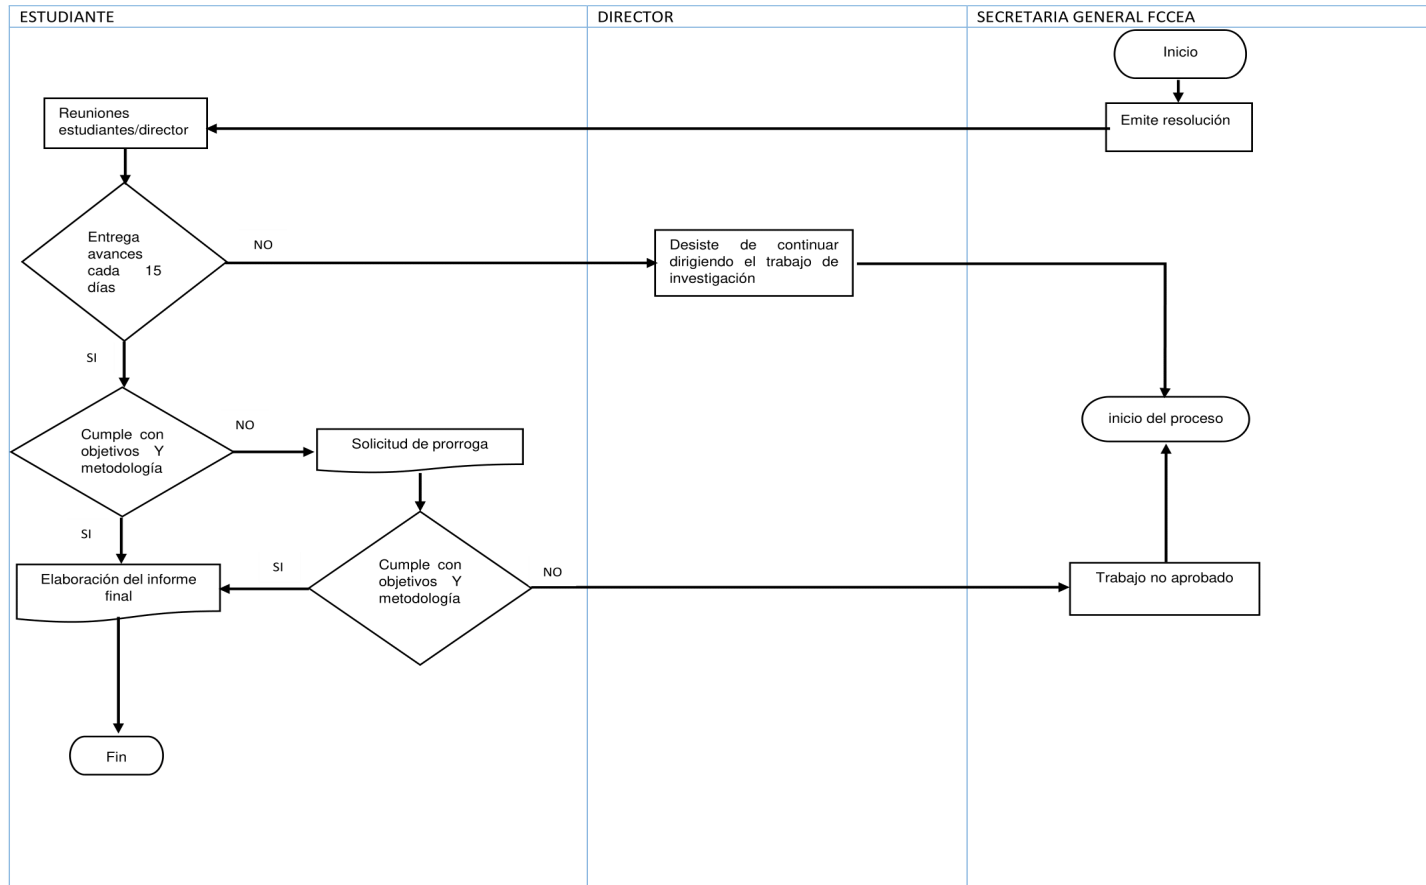 ESTUDIANTE
DIRECTOR
SECRETARIA GENERAL FCCEA
Inicio
Reuniones
estudiantes/director
Emite resolución
Entrega
avances
cada 15
días
NO
Desiste de continuar
dirigiendo el trabajo de
investigación
SI
Cumple con
objetivos Y
metodología
NO
Solicitud de prorroga
inicio del proceso
SI
Elaboración del informe
final
SI
Cumple con
objetivos Y
metodología
NO
Trabajo no aprobado
Fin